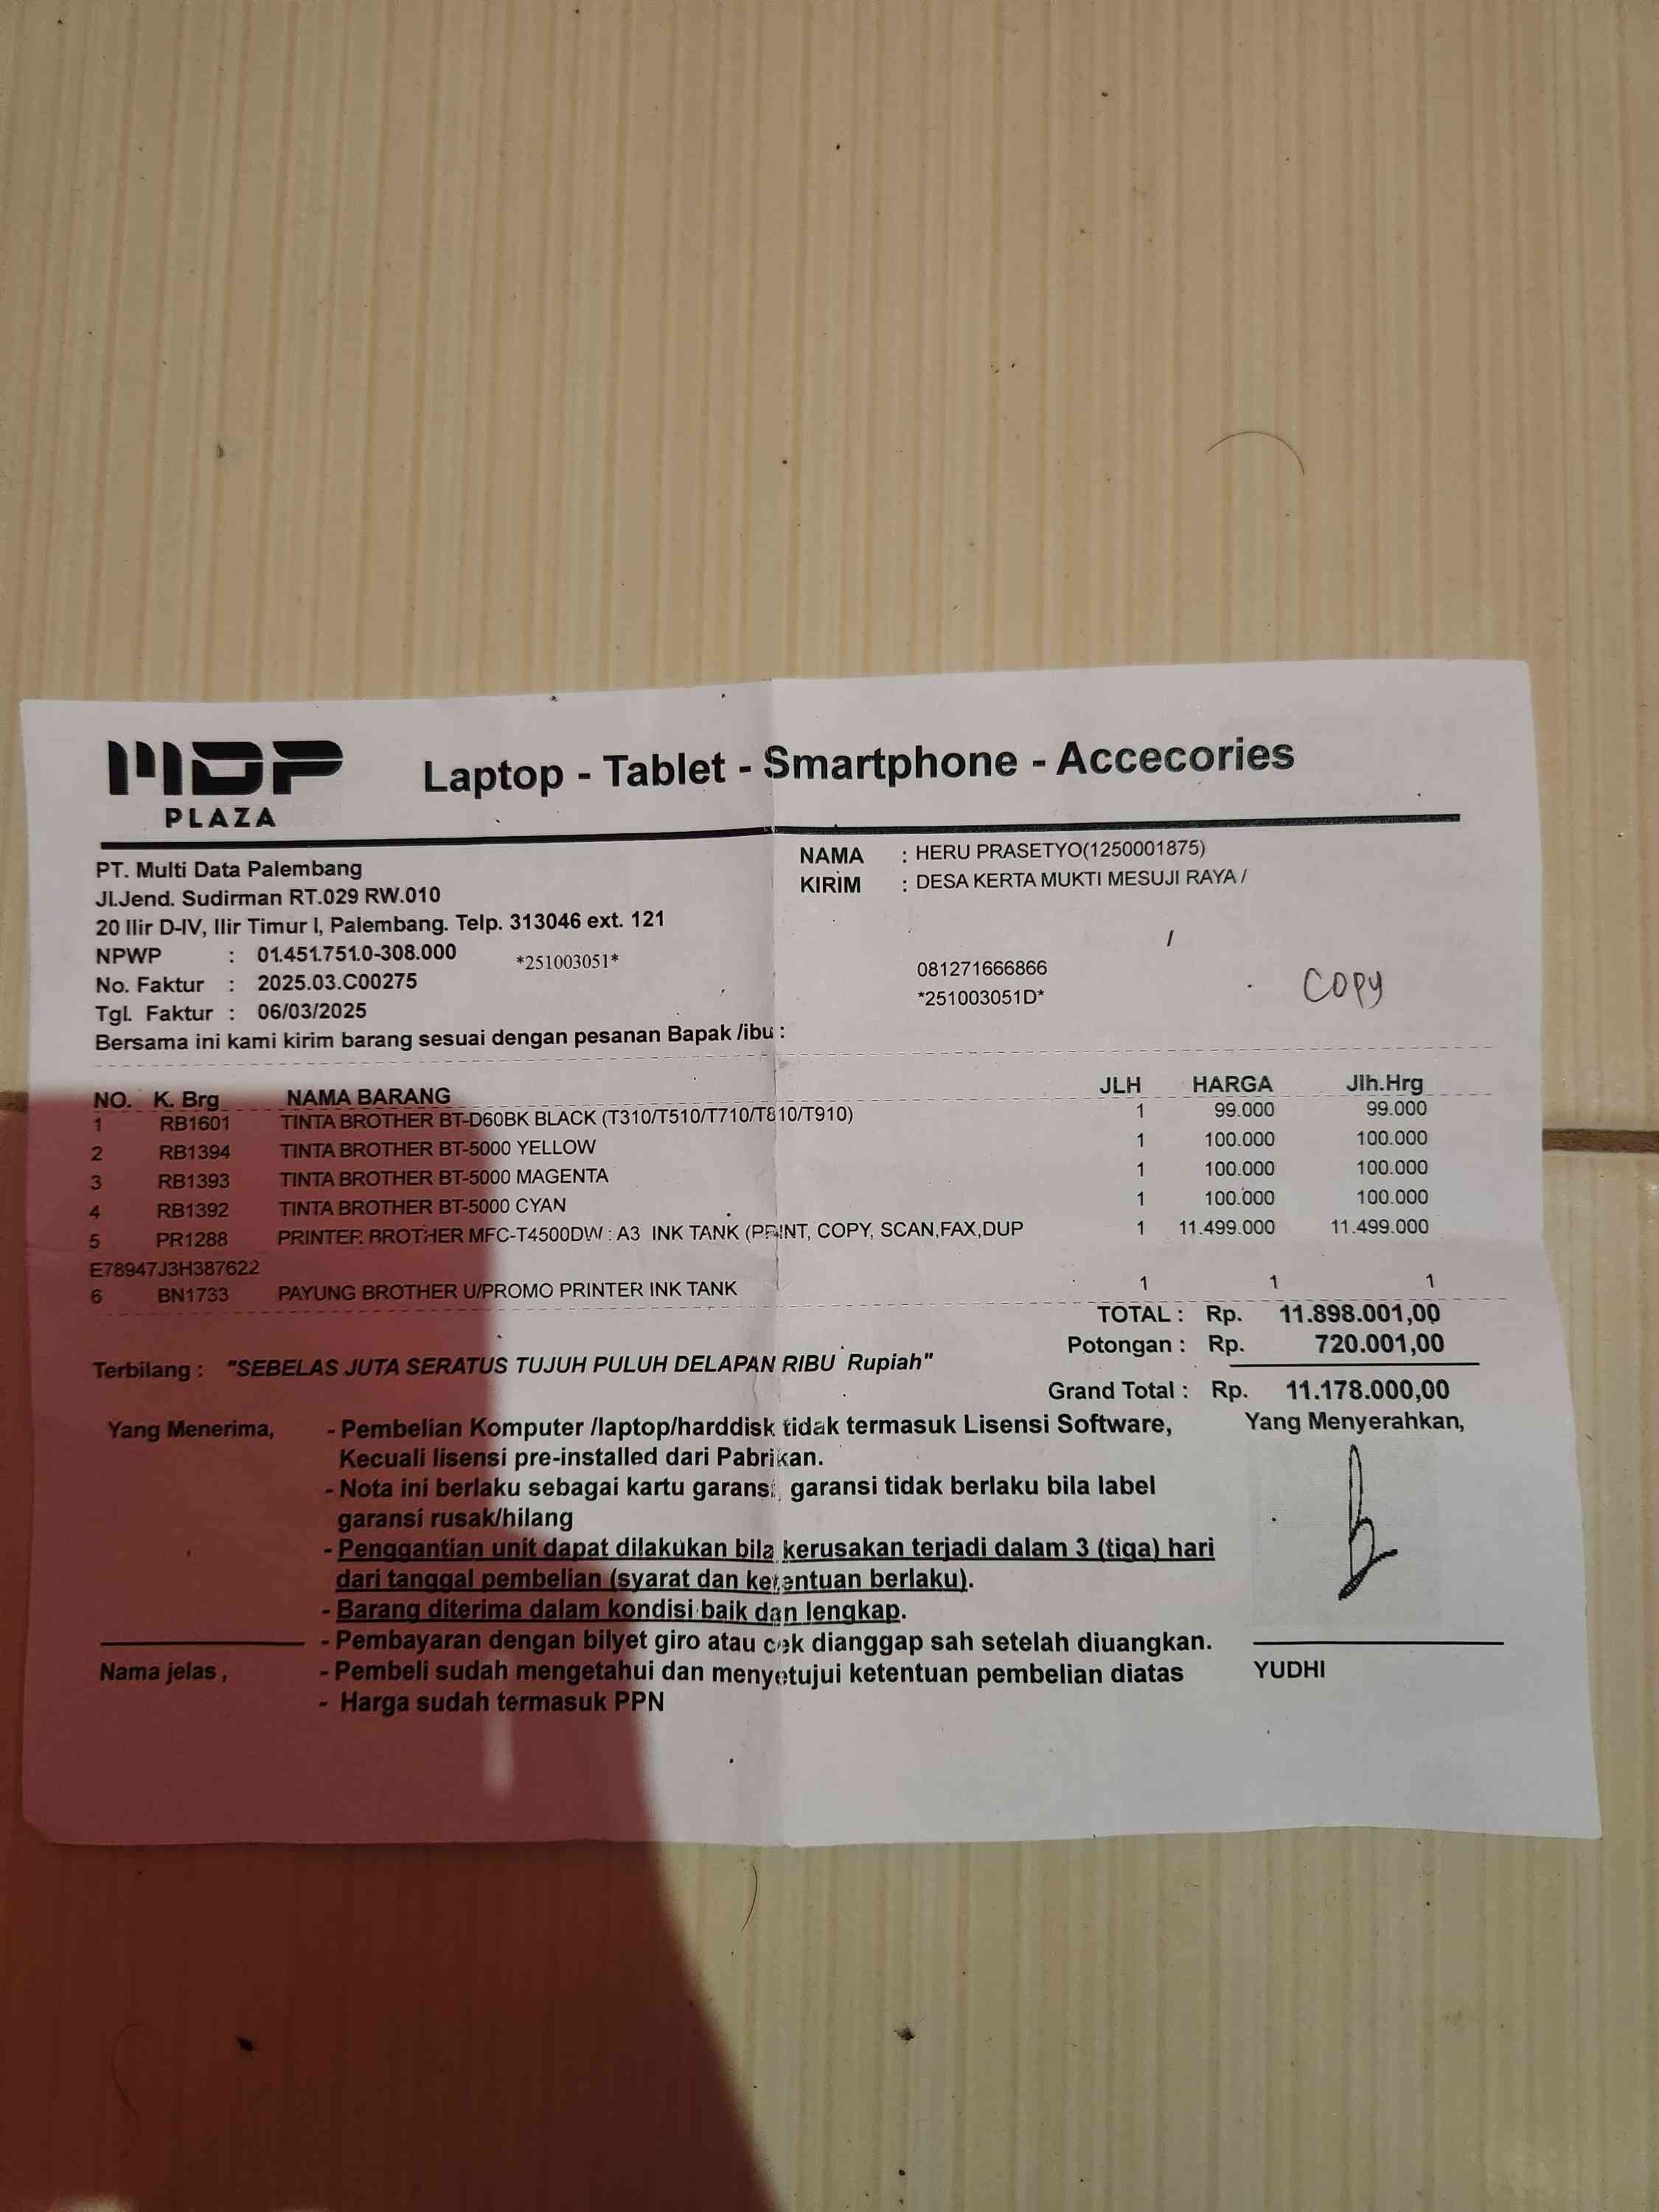 MDP
PLAZA
Laptop - Tablet - Smartphone - Accecories
PT. Multi Data Palembang
Jl.Jend. Sudirman RT.029 RW.010
20 Ilir D-IV, Ilir Timur I, Palembang. Telp. 313046 ext. 121
NPWP : 01.451.751.0-308.000 *251003051*
No. Faktur : 2025.03.C00275
Tgl. Faktur : 06/03/2025
Bersama ini kami kirim barang sesuai dengan pesanan Bapak /ibu :
NAMA : HERU PRASETYO(1250001875)
KIRIM : DESA KERTA MUKTI MESUJI RAYA /
/
081271666866
*251003051D*
Copy
NO. K. Brg NAMA BARANG JLH HARGA Jlh.Hrg
1 RB1601 TINTA BROTHER BT-D60BK BLACK (T310/T510/T710/T810/T910) 1 99.000 99.000
2 RB1394 TINTA BROTHER BT-5000 YELLOW 1 100.000 100.000
3 RB1393 TINTA BROTHER BT-5000 MAGENTA 1 100.000 100.000
4 RB1392 TINTA BROTHER BT-5000 CYAN 1 100.000 100.000
5 PR1288 PRINTER BROTHER MFC-T4500DW : A3 INK TANK (PRINT, COPY, SCAN,FAX,DUP 1 11.499.000 11.499.000
E78947J3H387622
6 BN1733 PAYUNG BROTHER U/PROMO PRINTER INK TANK 1 1 1
TOTAL : Rp. 11.898.001,00
Potongan : Rp. 720.001,00
Terbilang : "SEBELAS JUTA SERATUS TUJUH PULUH DELAPAN RIBU Rupiah"
Grand Total : Rp. 11.178.000,00
Yang Menerima,
- Pembelian Komputer /laptop/harddisk tidak termasuk Lisensi Software,
Kecuali lisensi pre-installed dari Pabrikan.
- Nota ini berlaku sebagai kartu garansi, garansi tidak berlaku bila label
garansi rusak/hilang
- Penggantian unit dapat dilakukan bila kerusakan terjadi dalam 3 (tiga) hari
dari tanggal pembelian (syarat dan ketentuan berlaku).
- Barang diterima dalam kondisi baik dan lengkap.
- Pembayaran dengan bilyet giro atau cek dianggap sah setelah diuangkan.
- Pembeli sudah mengetahui dan menyetujui ketentuan pembelian diatas
- Harga sudah termasuk PPN
Nama jelas ,
Yang Menyerahkan,
YUDHI